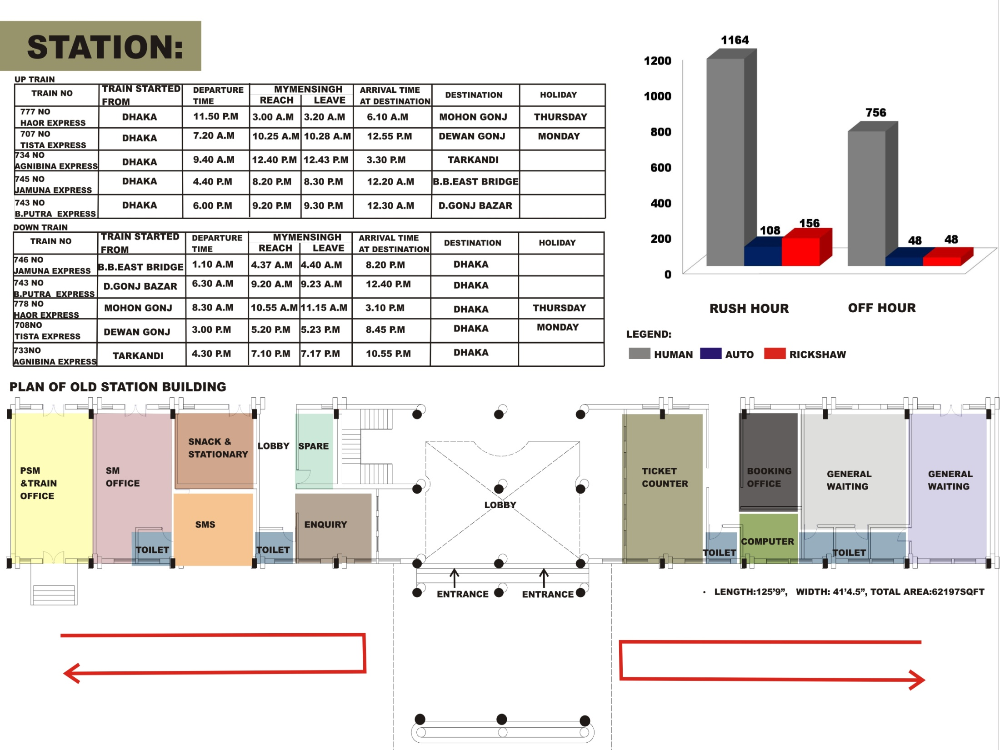 STATION:
UP TRAIN
TRAIN NO
TRAIN STARTED
FROM
DEPARTURE
TIME
MYMENSINGH
REACH
LEAVE
ARRIVAL TIME
AT DESTINATION
DESTINATION
HOLIDAY
777 NO
HAOR EXPRESS
DHAKA
11.50 P.M
3.00 A.M
3.20 A.M
6.10 A.M
MOHON GONJ
THURSDAY
707 NO
TISTA EXPRESS
DHAKA
7.20 A.M
10.25 A.M
10.28 A.M
12.55 P.M
DEWAN GONJ
MONDAY
734 NO
AGNIBINA EXPRESS
DHAKA
9.40 A.M
12.40 P.M
12.43 P.M
3.30 P.M
TARKANDI
745 NO
JAMUNA EXPRESS
DHAKA
4.40 P.M
8.20 P.M
8.30 P.M
12.20 A.M
B.B.EAST BRIDGE
743 NO
B.PUTRA EXPRESS
DHAKA
6.00 P.M
9.20 P.M
9.30 P.M
12.30 A.M
D.GONJ BAZAR
DOWN TRAIN
TRAIN NO
TRAIN STARTED
FROM
DEPARTURE
TIME
MYMENSINGH
REACH
LEAVE
ARRIVAL TIME
AT DESTINATION
DESTINATION
HOLIDAY
746 NO
JAMUNA EXPRESS
B.B.EAST BRIDGE
1.10 A.M
4.37 A.M
4.40 A.M
8.20 P.M
DHAKA
743 NO
B.PUTRA EXPRESS
D.GONJ BAZAR
6.30 A.M
9.20 A.M
9.23 A.M
12.40 P.M
DHAKA
778 NO
HAOR EXPRESS
MOHON GONJ
8.30 A.M
10.55 A.M
11.15 A.M
3.10 P.M
DHAKA
THURSDAY
708NO
TISTA EXPRESS
DEWAN GONJ
3.00 P.M
5.20 P.M
5.23 P.M
8.45 P.M
DHAKA
MONDAY
733NO
AGNIBINA EXPRESS
TARKANDI
4.30 P.M
7.10 P.M
7.17 P.M
10.55 P.M
DHAKA
1200
1000
800
600
400
200
0
1164
108
156
756
48
48
RUSH HOUR
OFF HOUR
LEGEND:
HUMAN
AUTO
RICKSHAW
PLAN OF OLD STATION BUILDING
PSM
&TRAIN
OFFICE
SM
OFFICE
TOILET
SNACK &
STATIONARY
SMS
LOBBY
TOILET
SPARE
ENQUIRY
LOBBY
ENTRANCE
ENTRANCE
TICKET
COUNTER
TOILET
BOOKING
OFFICE
COMPUTER
GENERAL
WAITING
TOILET
GENERAL
WAITING
• LENGTH:125'9", WIDTH: 41'4.5", TOTAL AREA:62197SQFT